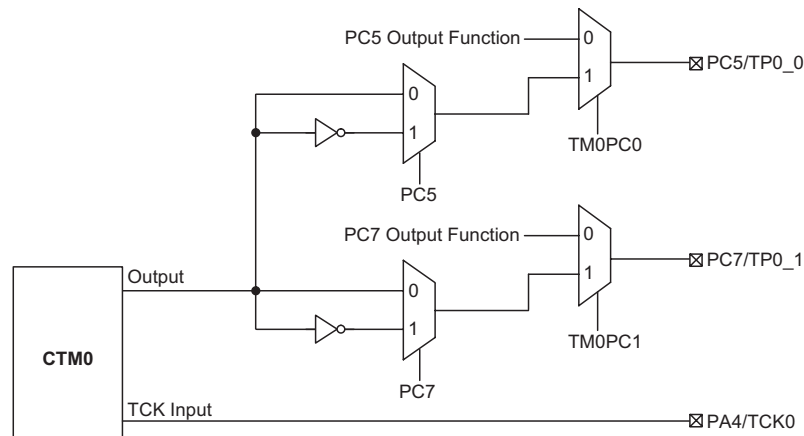 PC5 Output Function
0
1
PC5/TP0_0
TM0PC0
0
1
PC5
PC7 Output Function
0
1
PC7/TP0_1
TM0PC1
Output
0
1
PC7
CTM0
TCK Input
PA4/TCK0